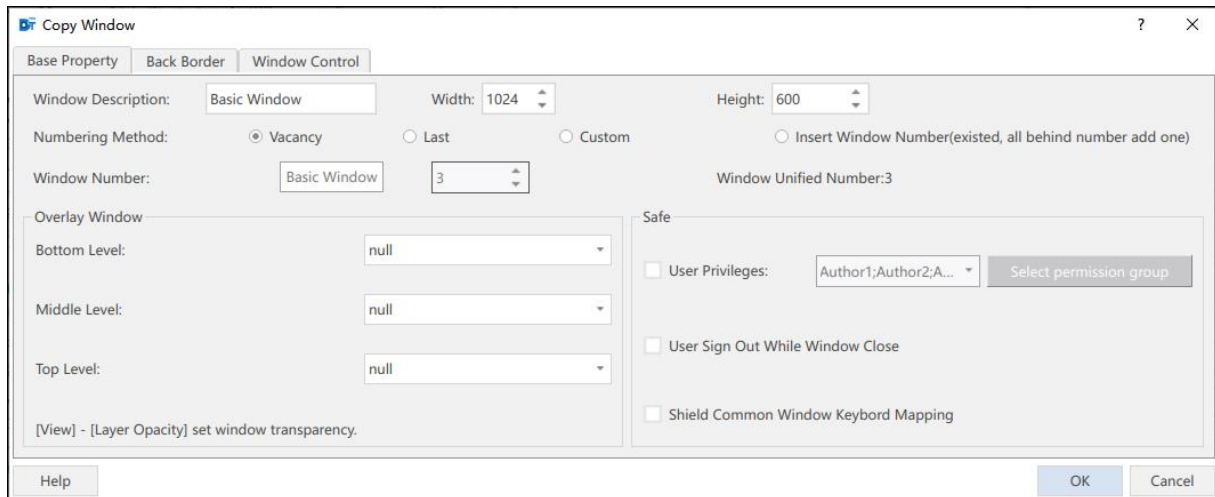 DT Copy Window ? ×
Base Property Back Border Window Control
Window Description: Basic Window Width: 1024 Height: 600
Numbering Method: Vacancy Last Custom Insert Window Number(existed, all behind number add one)
Window Number: Basic Window 3 Window Unified Number:3
Overlay Window
Bottom Level: null
Middle Level: null
Top Level: null
[View] - [Layer Opacity] set window transparency.
Safe
User Privileges: Author1;Author2;A... Select permission group
User Sign Out While Window Close
Shield Common Window Keybord Mapping
Help OK Cancel